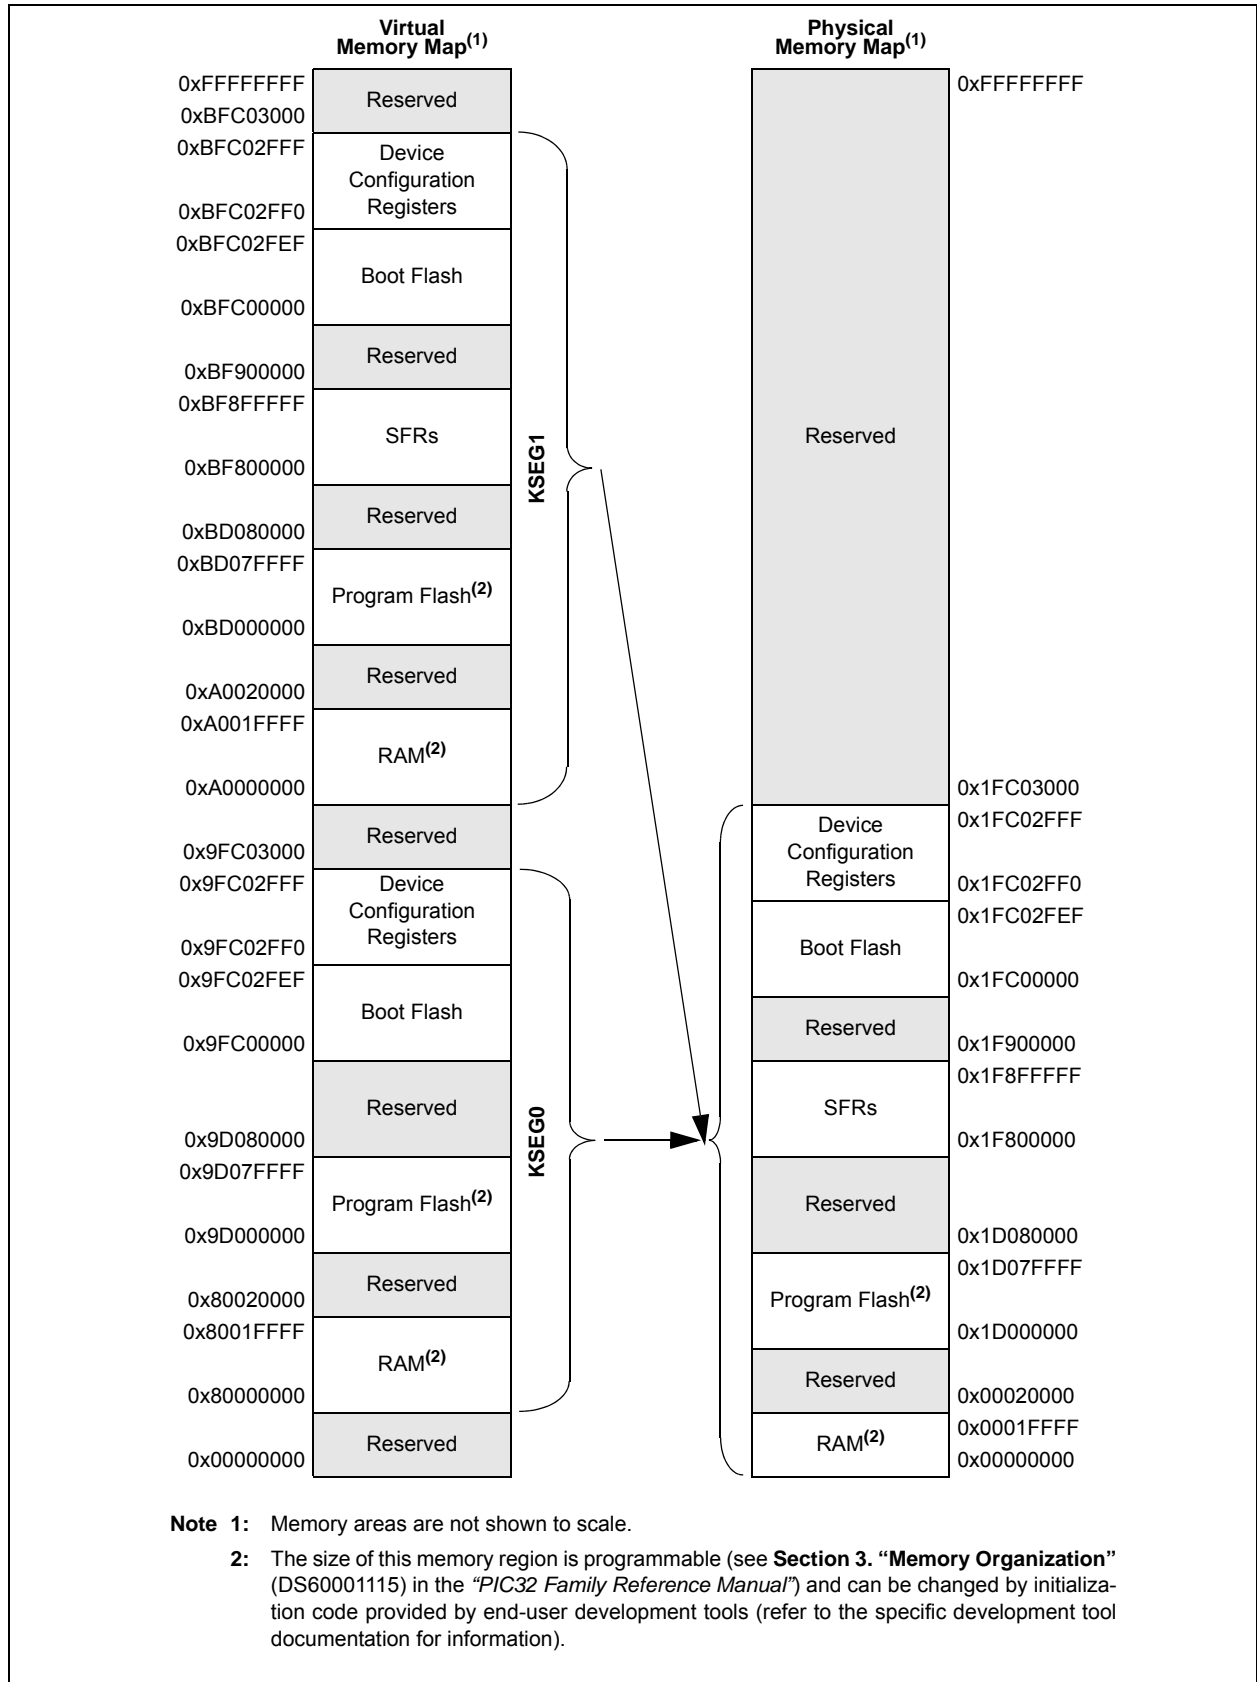 Virtual
Memory Map(1)
Physical
Memory Map(1)
0xFFFFFFFF
Reserved
0xBFC03000
0xBFC02FFF
Device
Configuration
Registers
0xBFC02FF0
0xBFC02FEF
Boot Flash
0xBFC00000
Reserved
0xBF900000
0xBF8FFFFF
SFRs
0xBF800000
Reserved
0xBD080000
0xBD07FFFF
Program Flash(2)
0xBD000000
Reserved
0xA0020000
0xA001FFFF
RAM(2)
0xA0000000
KSEG1
Reserved
0x9FC03000
0x9FC02FFF
Device
Configuration
Registers
0x9FC02FF0
0x9FC02FEF
Boot Flash
0x9FC00000
Reserved
0x9D080000
0x9D07FFFF
Program Flash(2)
0x9D000000
Reserved
0x80020000
0x8001FFFF
RAM(2)
0x80000000
KSEG0
Reserved
0x00000000
0xFFFFFFFF
Reserved
0x1FC03000
0x1FC02FFF
Device
Configuration
Registers
0x1FC02FF0
0x1FC02FEF
Boot Flash
0x1FC00000
Reserved
0x1F900000
0x1F8FFFFF
SFRs
0x1F800000
Reserved
0x1D080000
0x1D07FFFF
Program Flash(2)
0x1D000000
Reserved
0x00020000
0x0001FFFF
RAM(2)
0x00000000
Note 1: Memory areas are not shown to scale.
2: The size of this memory region is programmable (see Section 3. “Memory Organization”
(DS60001115) in the “PIC32 Family Reference Manual”) and can be changed by initializa-
tion code provided by end-user development tools (refer to the specific development tool
documentation for information).